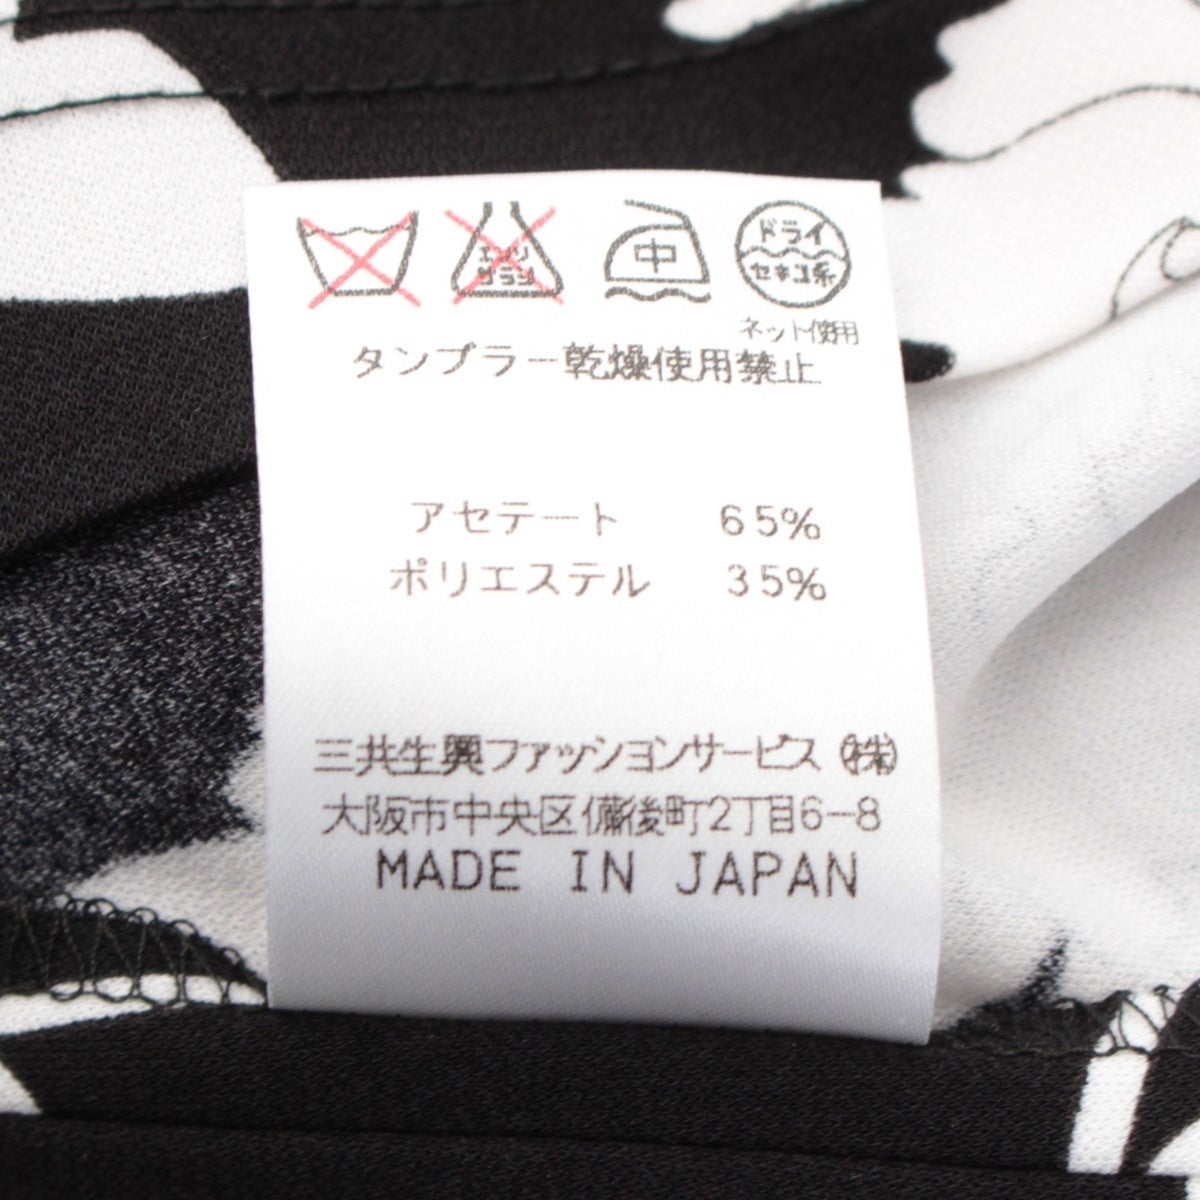 エンソ
サラシ
中
ドライ
セキユ系
ネット使用
タンブラー乾燥使用禁止
アセテート 65%
ポリエステル 35%
三共生興ファッションサービス(株)
大阪市中央区備後町2丁目6-8
MADE IN JAPAN